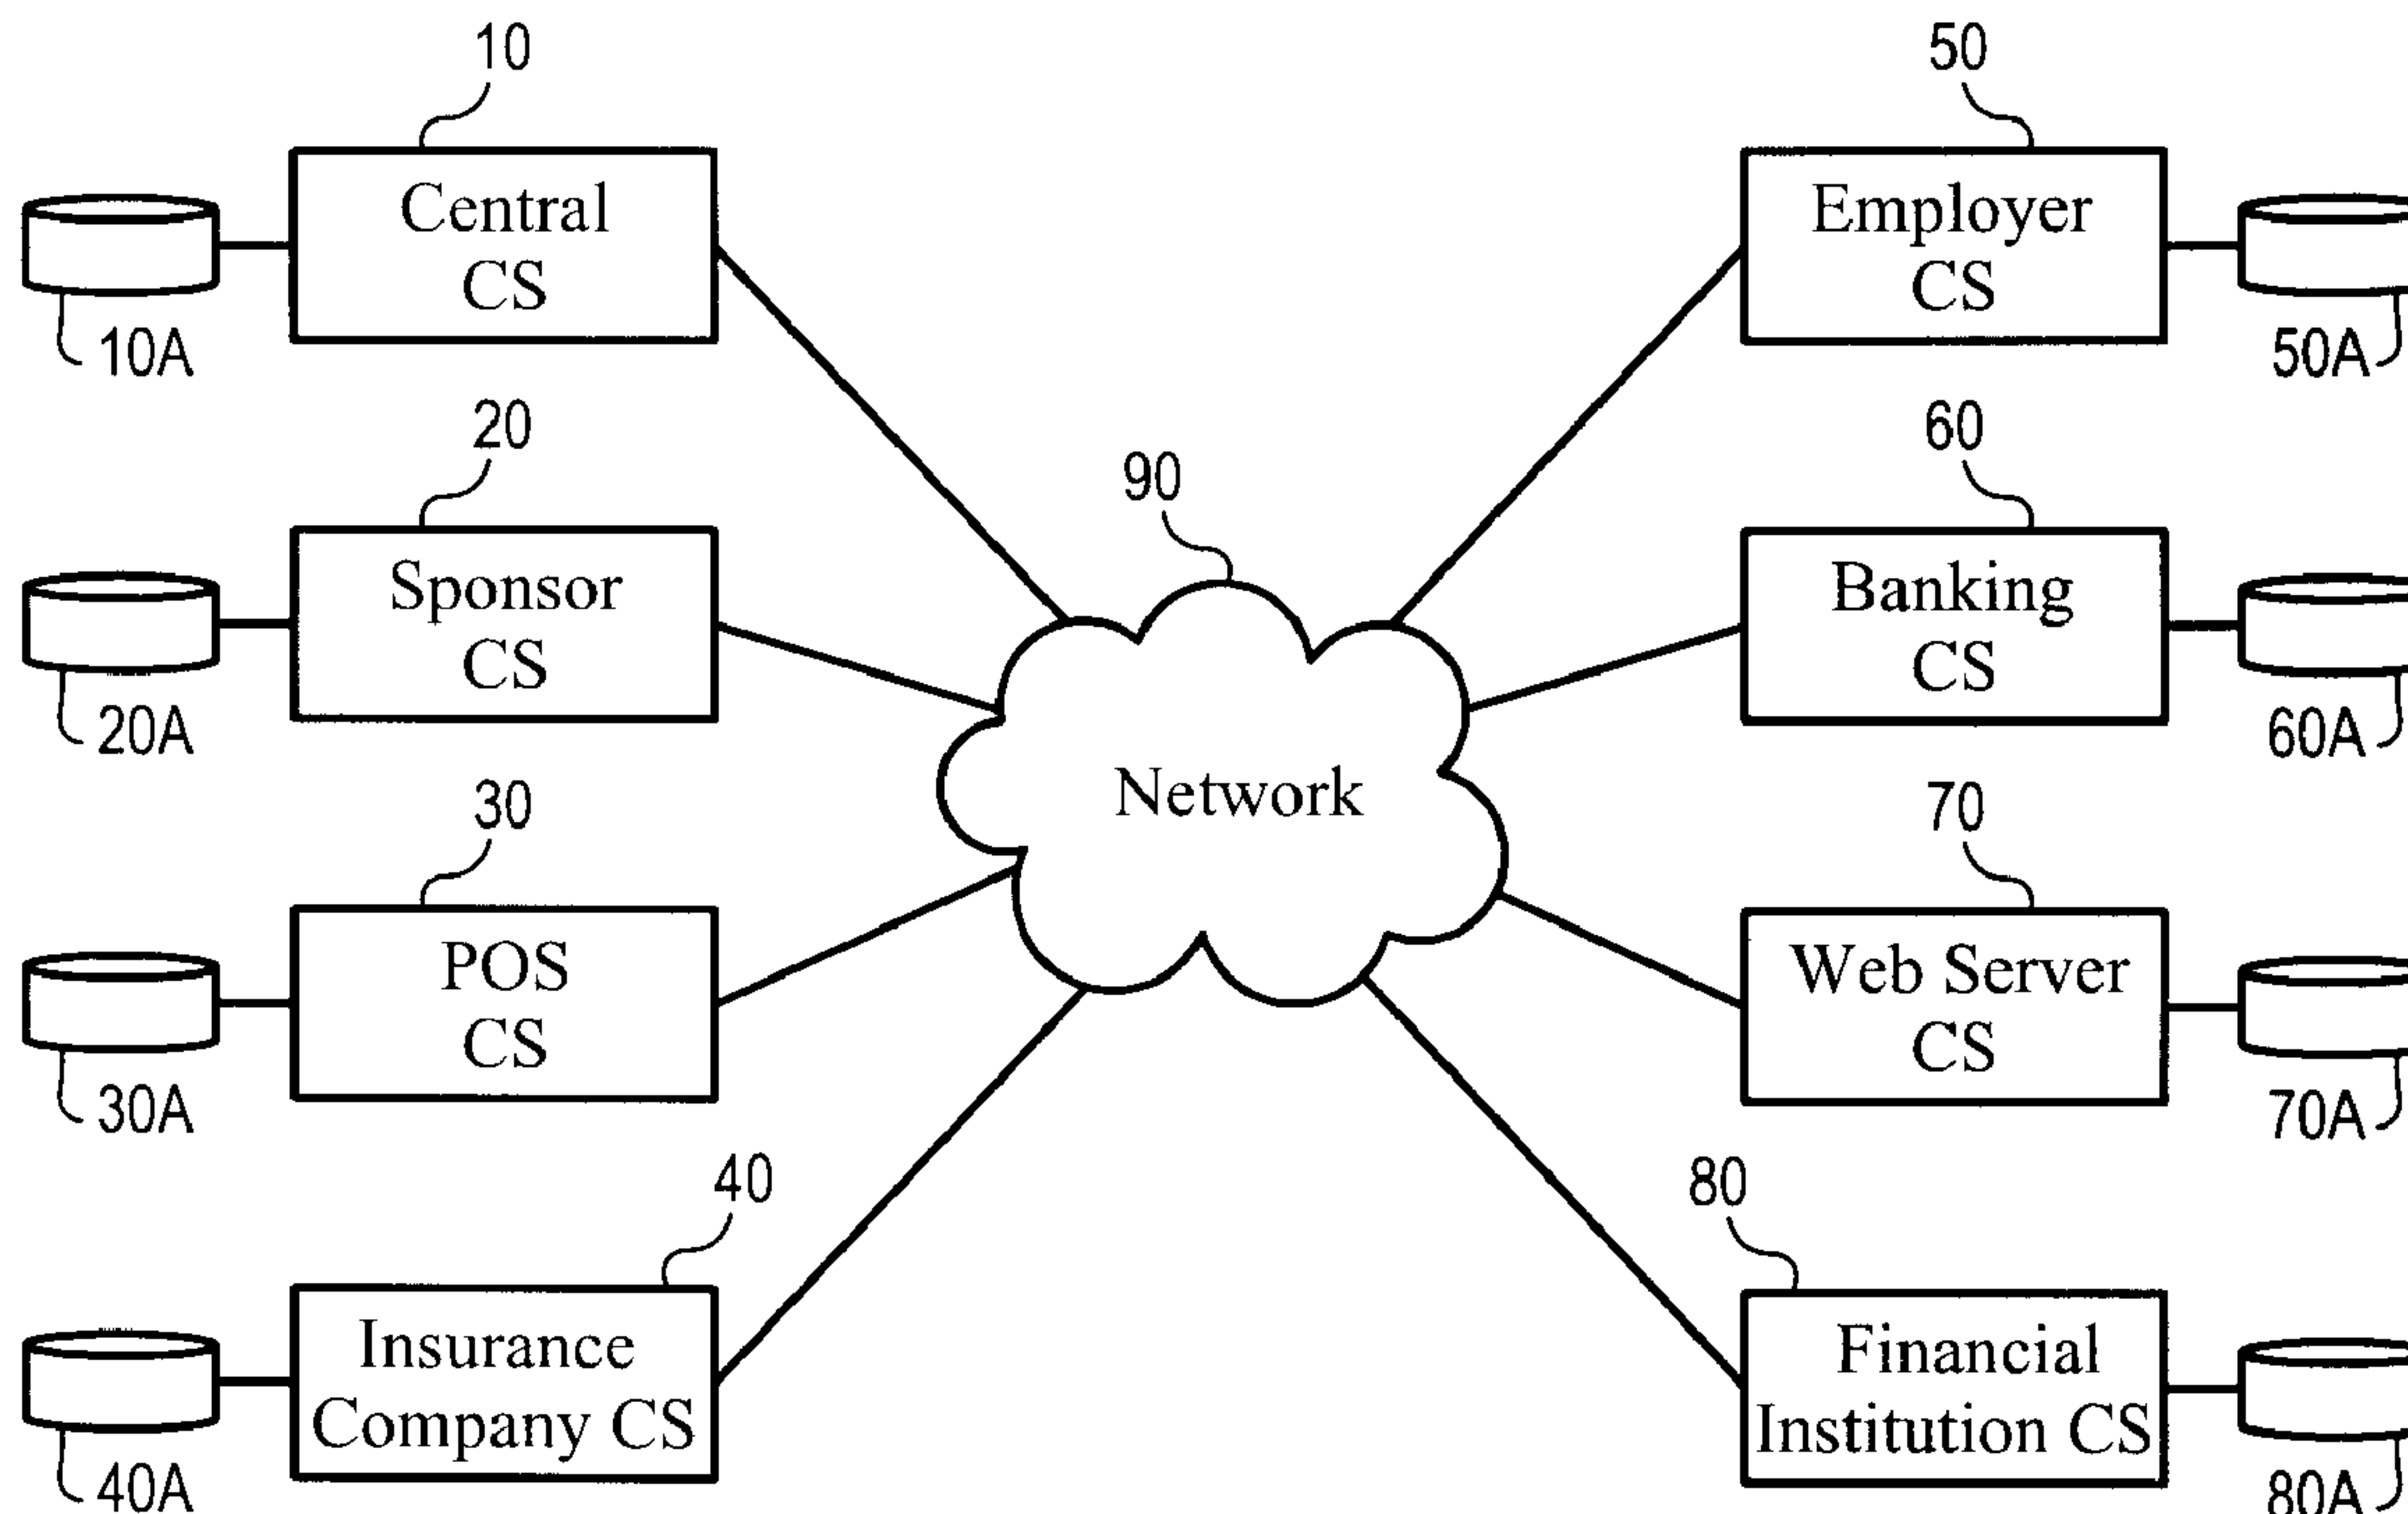 10
Central
CS
10A
20
Sponsor
CS
20A
30
POS
CS
30A
40
Insurance
Company CS
40A
90
Network
50
Employer
CS
50A
60
Banking
CS
60A
70
Web Server
CS
70A
80
Financial
Institution CS
80A